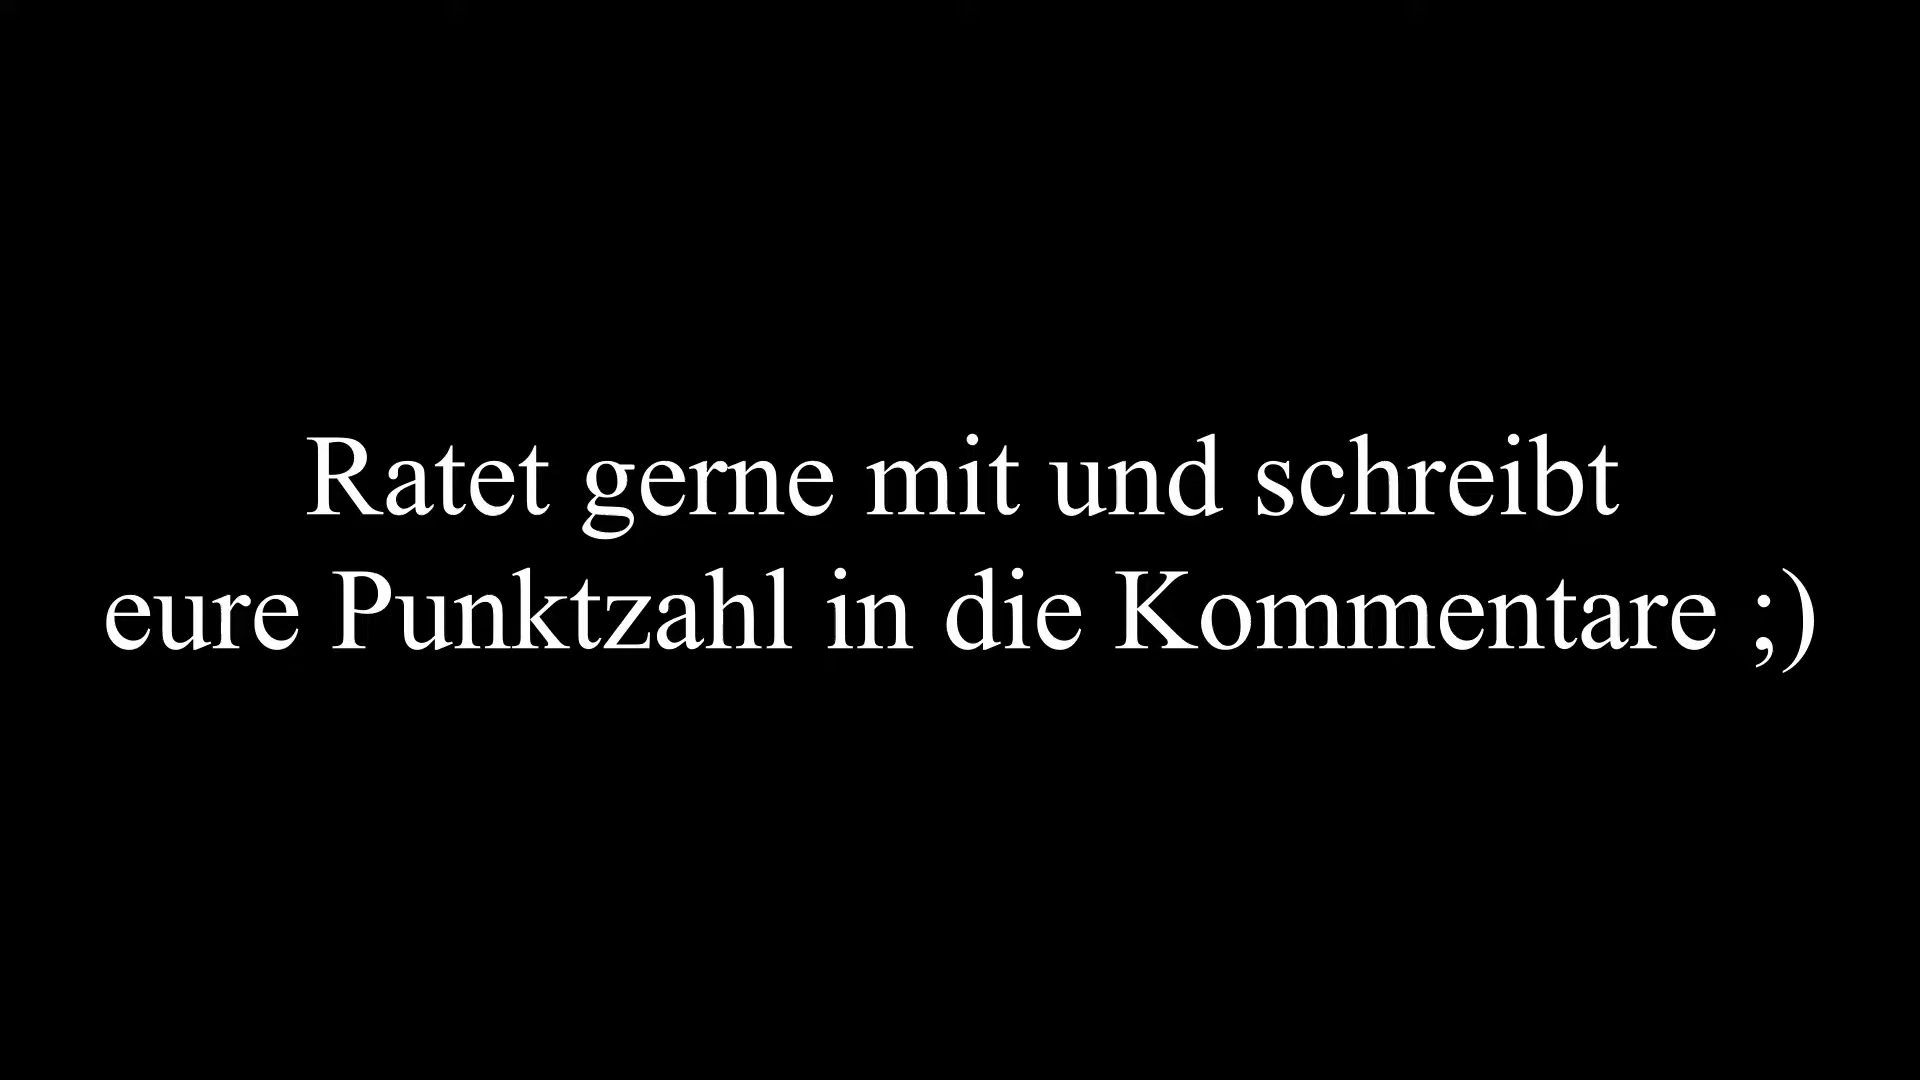 Ratet gerne mit und schreibt
eure Punktzahl in die Kommentare ;)